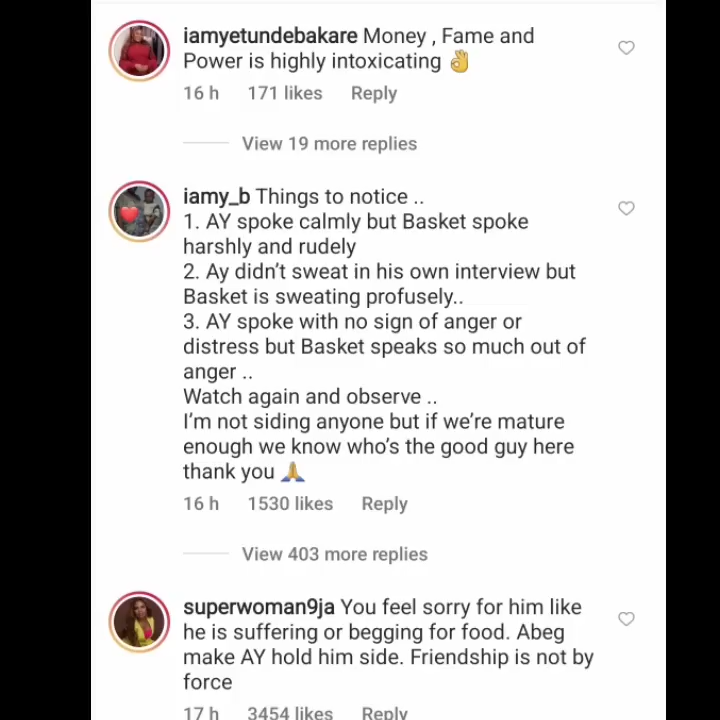 iamyetundebakare Money , Fame and
Power is highly intoxicating 👌
16 h 171 likes Reply
View 19 more replies
iamy_b Things to notice ..
1. AY spoke calmly but Basket spoke
harshly and rudely
2. Ay didn’t sweat in his own interview but
Basket is sweating profusely..
3. AY spoke with no sign of anger or
distress but Basket speaks so much out of
anger ..
Watch again and observe ..
I’m not siding anyone but if we’re mature
enough we know who’s the good guy here
thank you 🙏
16 h 1530 likes Reply
View 403 more replies
superwoman9ja You feel sorry for him like
he is suffering or begging for food. Abeg
make AY hold him side. Friendship is not by
force
17 h 3454 likes Reply